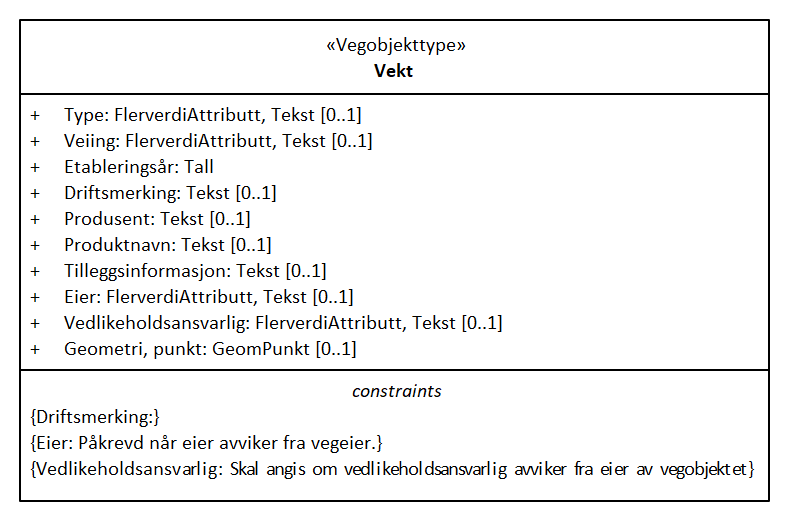 «Vegobjekttype»
Vekt
+ Type: FlerverdiAttributt, Tekst [0..1]
+ Veiing: FlerverdiAttributt, Tekst [0..1]
+ Etableringsår: Tall
+ Driftsmerking: Tekst [0..1]
+ Produsent: Tekst [0..1]
+ Produktnavn: Tekst [0..1]
+ Tilleggsinformasjon: Tekst [0..1]
+ Eier: FlerverdiAttributt, Tekst [0..1]
+ Vedlikeholdsansvarlig: FlerverdiAttributt, Tekst [0..1]
+ Geometri, punkt: GeomPunkt [0..1]
constraints
{Driftsmerking:}
{Eier: Påkrevd når eier avviker fra vegeier.}
{Vedlikeholdsansvarlig: Skal angis om vedlikeholdsansvarlig avviker fra eier av vegobjektet}